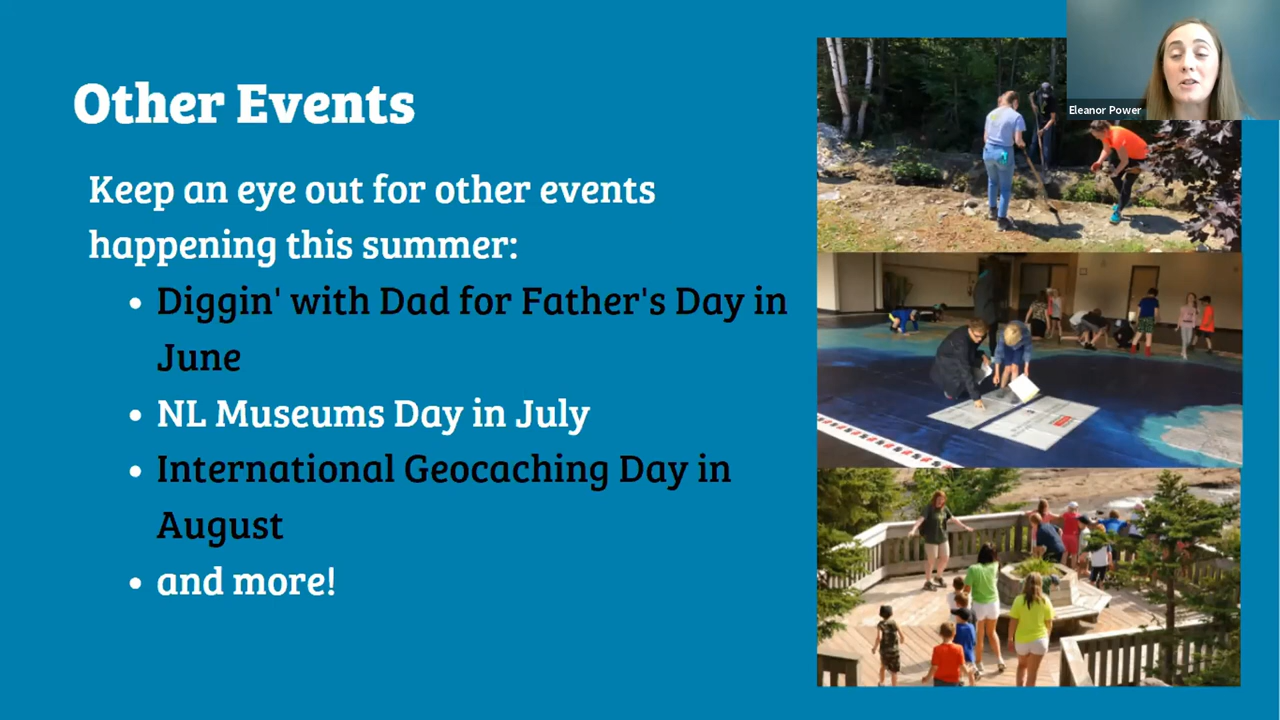 Other Events
Eleanor Power
Keep an eye out for other events
happening this summer:
• Diggin' with Dad for Father's Day in
June
• NL Museums Day in July
• International Geocaching Day in
August
• and more!